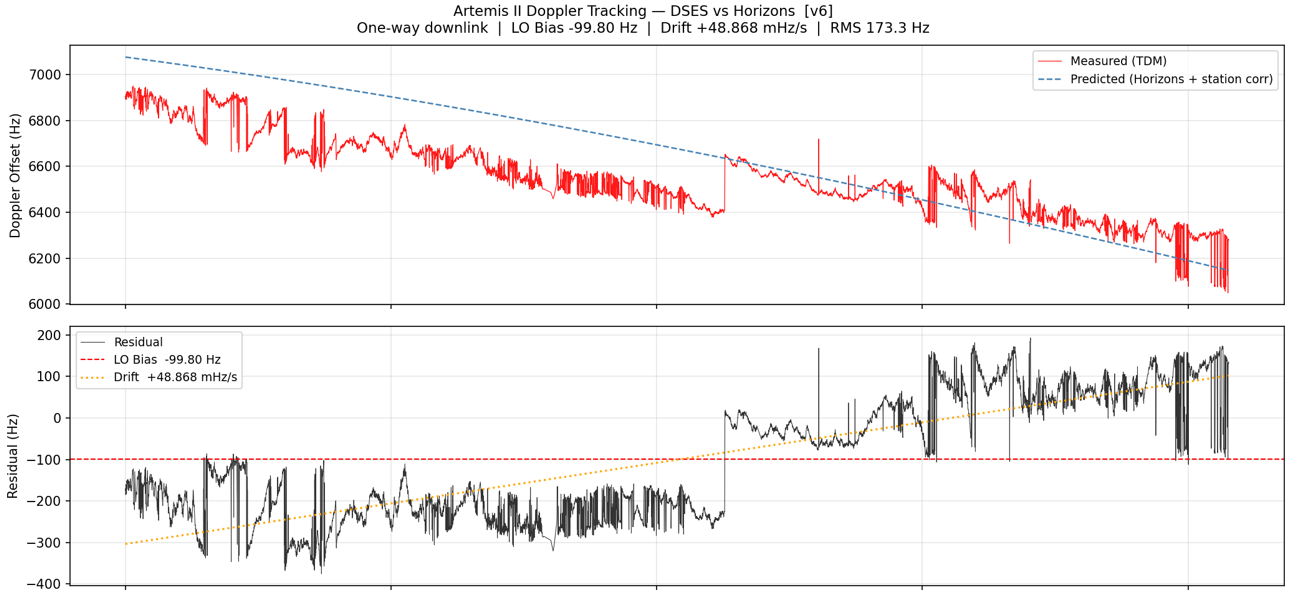 Artemis II Doppler Tracking — DSES vs Horizons  [v6]
One-way downlink  |  LO Bias -99.80 Hz  |  Drift +48.868 mHz/s  |  RMS 173.3 Hz
Doppler Offset (Hz)
7000
6800
6600
6400
6200
6000
Measured (TDM)
Predicted (Horizons + station corr)
Residual (Hz)
200
100
0
−100
−200
−300
−400
Residual
LO Bias  -99.80 Hz
Drift  +48.868 mHz/s